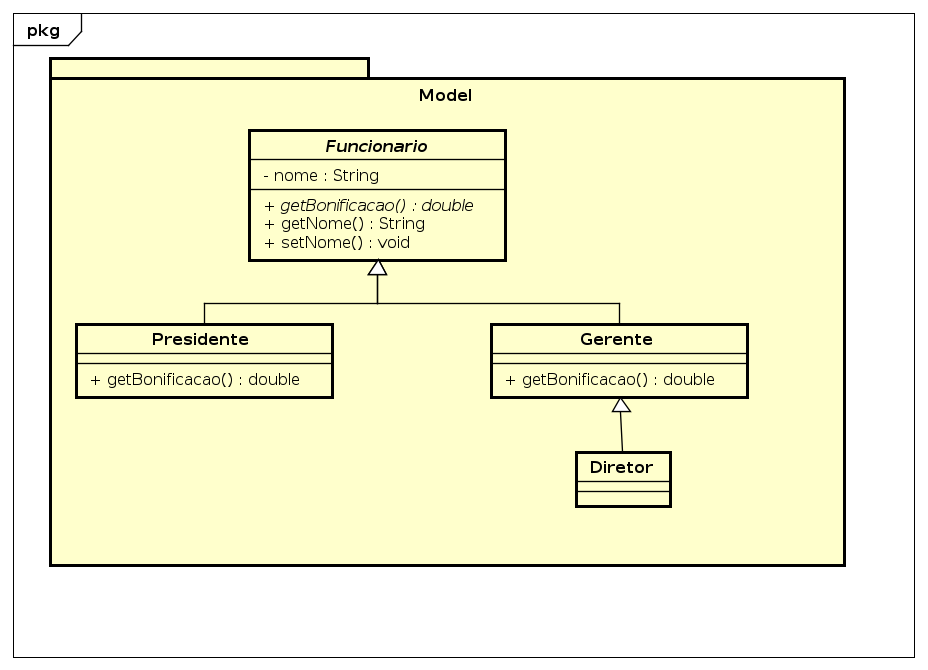 pkg
Model
Funcionario
- nome : String
+ getBonificacao() : double
+ getNome() : String
+ setNome() : void
Presidente
+ getBonificacao() : double
Gerente
+ getBonificacao() : double
Diretor